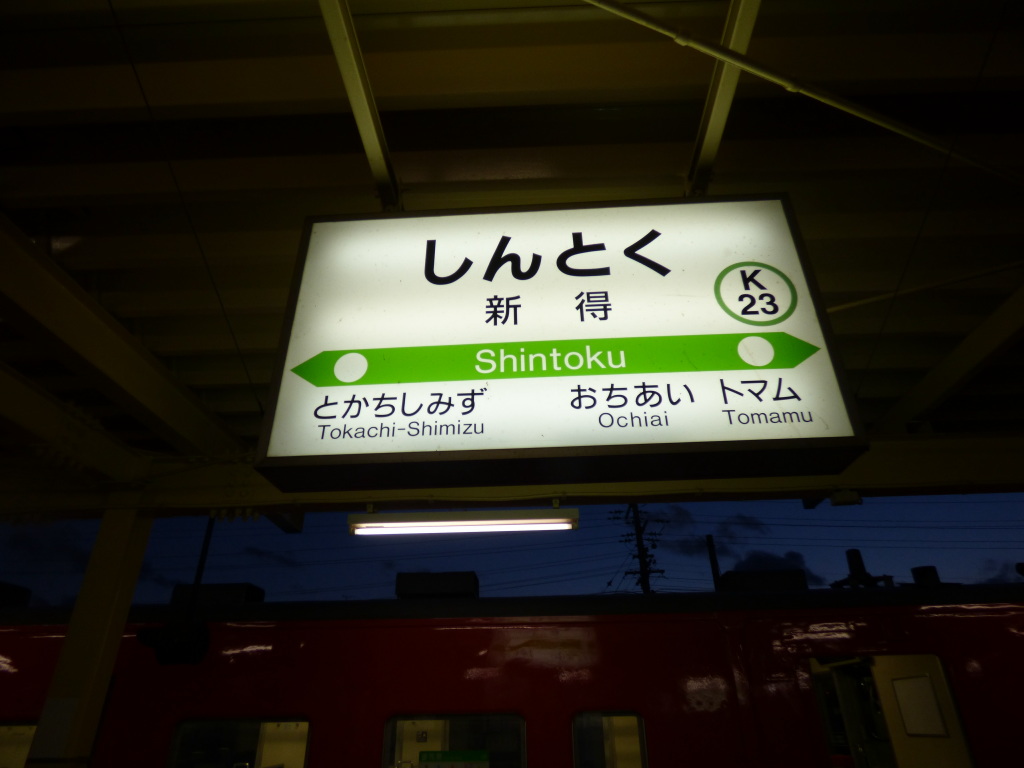 しんとく
新 得
K
23
Shintoku
とかちしみず
Tokachi-Shimizu
おちあい
Ochiai
トマム
Tomamu